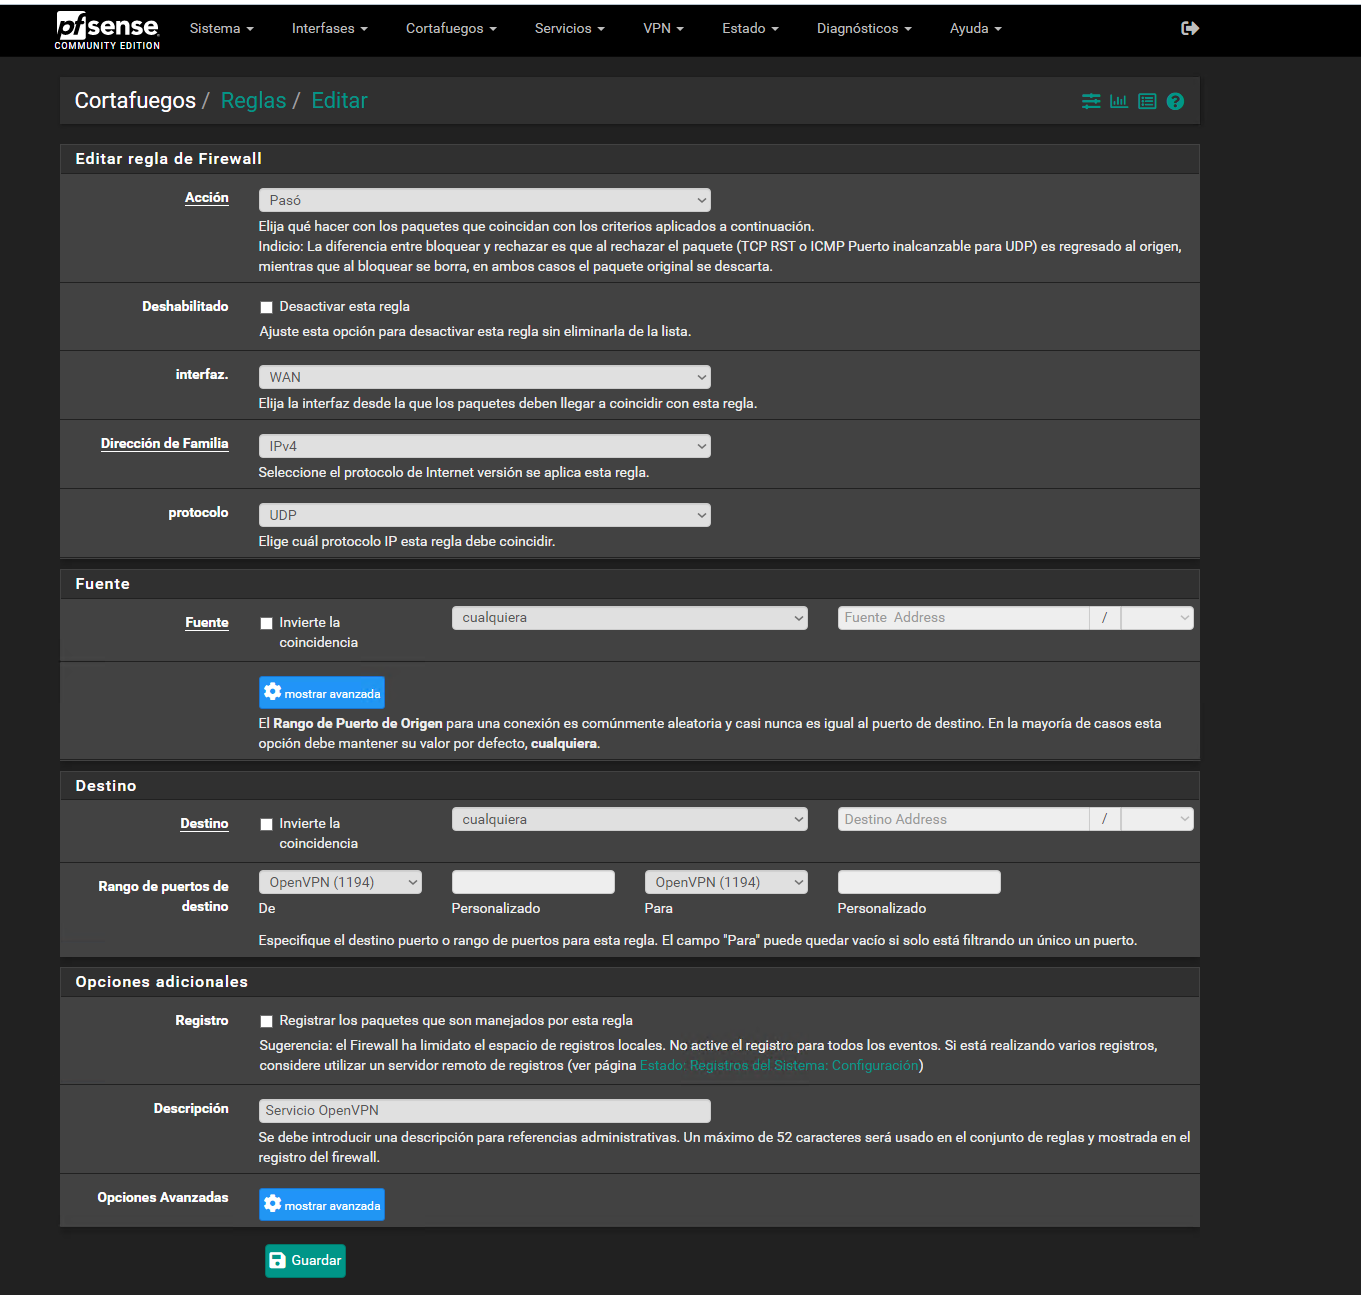 pfsense
COMMUNITY EDITION
Sistema
Interfases
Cortafuegos
Servicios
VPN
Estado
Diagnósticos
Ayuda
Cortafuegos / Reglas / Editar
Editar regla de Firewall
Acción
Pasó
Elija qué hacer con los paquetes que coincidan con los criterios aplicados a continuación.
Indicio: La diferencia entre bloquear y rechazar es que al rechazar el paquete (TCP RST o ICMP Puerto inalcanzable para UDP) es regresado al origen,
mientras que al bloquear se borra, en ambos casos el paquete original se descarta.
Deshabilitado
Desactivar esta regla
Ajuste esta opción para desactivar esta regla sin eliminarla de la lista.
interfaz.
WAN
Elija la interfaz desde la que los paquetes deben llegar a coincidir con esta regla.
Dirección de Familia
IPv4
Seleccione el protocolo de Internet versión se aplica esta regla.
protocolo
UDP
Elige cuál protocolo IP esta regla debe coincidir.
Fuente
Fuente
Invierte la
coincidencia
cualquiera
Fuente Address
/
mostrar avanzada
El Rango de Puerto de Origen para una conexión es comúnmente aleatoria y casi nunca es igual al puerto de destino. En la mayoría de casos esta
opción debe mantener su valor por defecto, cualquiera.
Destino
Destino
Invierte la
coincidencia
cualquiera
Destino Address
/
Rango de puertos de
destino
OpenVPN (1194)
De
Personalizado
OpenVPN (1194)
Para
Personalizado
Especifique el destino puerto o rango de puertos para esta regla. El campo "Para" puede quedar vacío si solo está filtrando un único un puerto.
Opciones adicionales
Registro
Registrar los paquetes que son manejados por esta regla
Sugerencia: el Firewall ha limidato el espacio de registros locales. No active el registro para todos los eventos. Si está realizando varios registros,
considere utilizar un servidor remoto de registros (ver página Estado: Registros del Sistema: Configuración)
Descripción
Servicio OpenVPN
Se debe introducir una descripción para referencias administrativas. Un máximo de 52 caracteres será usado en el conjunto de reglas y mostrada en el
registro del firewall.
Opciones Avanzadas
mostrar avanzada
Guardar